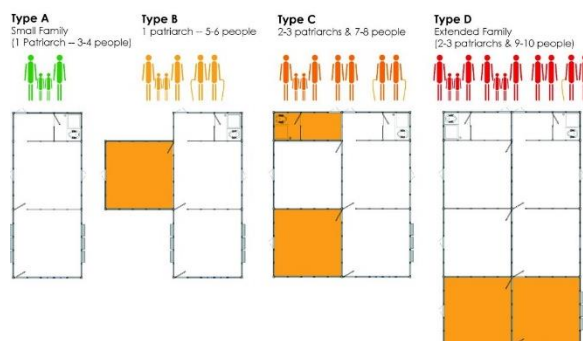 Type A
Small Family
(1 Patriarch -- 3-4 people)
Type B
1 patriarch -- 5-6 people
Type C
2-3 patriarchs & 7-8 people
Type D
Extended Family
(2-3 patriarchs & 9-10 people)